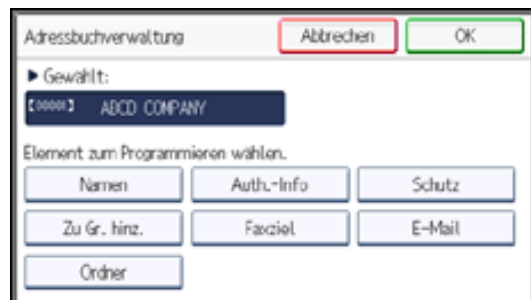 Adressbuchverwaltung Abbrechen OK
▶ Gewählt:
【00001】 ABCD COMPANY
Element zum Programmieren wählen.
Namen Auth.-Info Schutz
Zu Gr. hinz. Faxziel E-Mail
Ordner